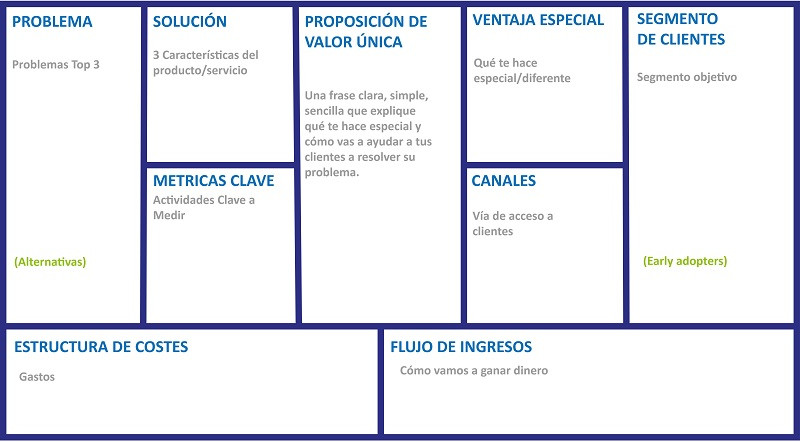 PROBLEMA
Problemas Top 3
(Alternativas)
SOLUCIÓN
3 Características del
producto/servicio
METRICAS CLAVE
Actividades Clave a
Medir
PROPOSICIÓN DE
VALOR ÚNICA
Una frase clara, simple,
sencilla que explique
qué te hace especial y
cómo vas a ayudar a tus
clientes a resolver su
problema.
VENTAJA ESPECIAL
Qué te hace
especial/diferente
CANALES
Vía de acceso a
clientes
SEGMENTO
DE CLIENTES
Segmento objetivo
(Early adopters)
ESTRUCTURA DE COSTES
Gastos
FLUJO DE INGRESOS
Cómo vamos a ganar dinero